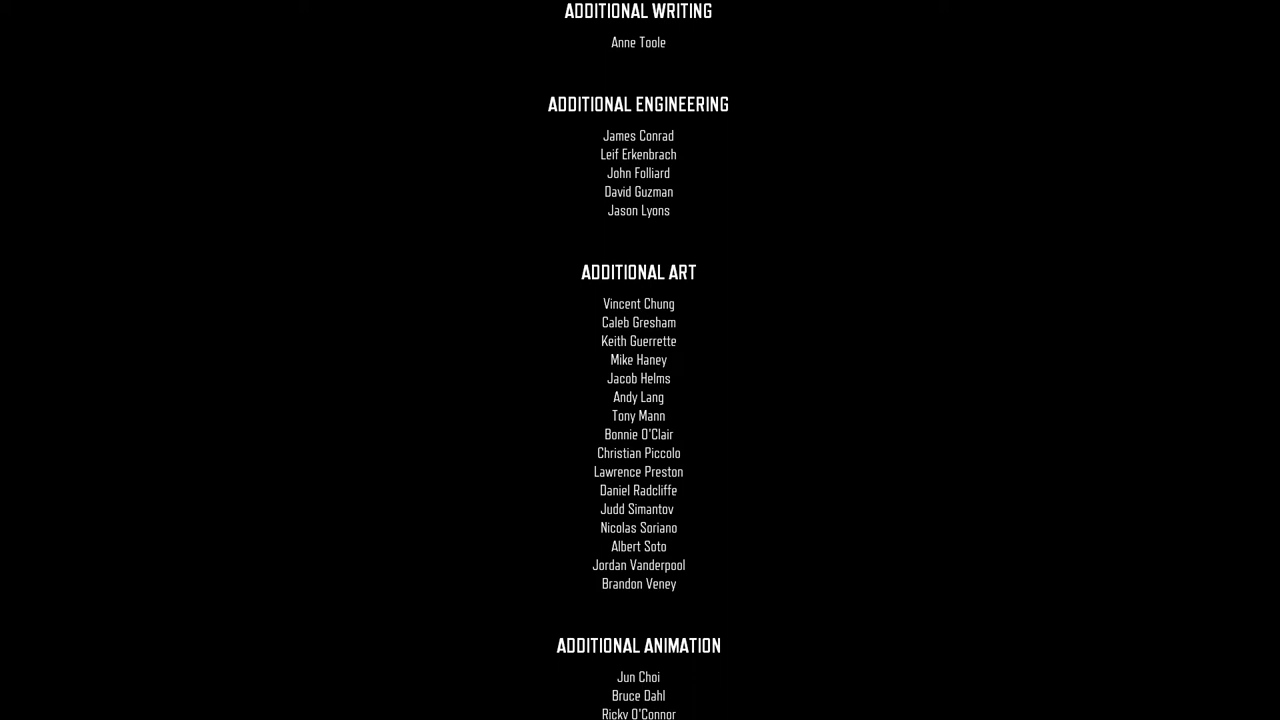 ADDITIONAL WRITING
Anne Toole
ADDITIONAL ENGINEERING
James Conrad
Leif Erkenbrach
John Folliard
David Guzman
Jason Lyons
ADDITIONAL ART
Vincent Chung
Caleb Gresham
Keith Guerrette
Mike Haney
Jacob Helms
Andy Lang
Tony Mann
Bonnie O'Clair
Christian Piccolo
Lawrence Preston
Daniel Radcliffe
Judd Simantov
Nicolas Soriano
Albert Soto
Jordan Vanderpool
Brandon Veney
ADDITIONAL ANIMATION
Jun Choi
Bruce Dahl
Ricky O'Connor